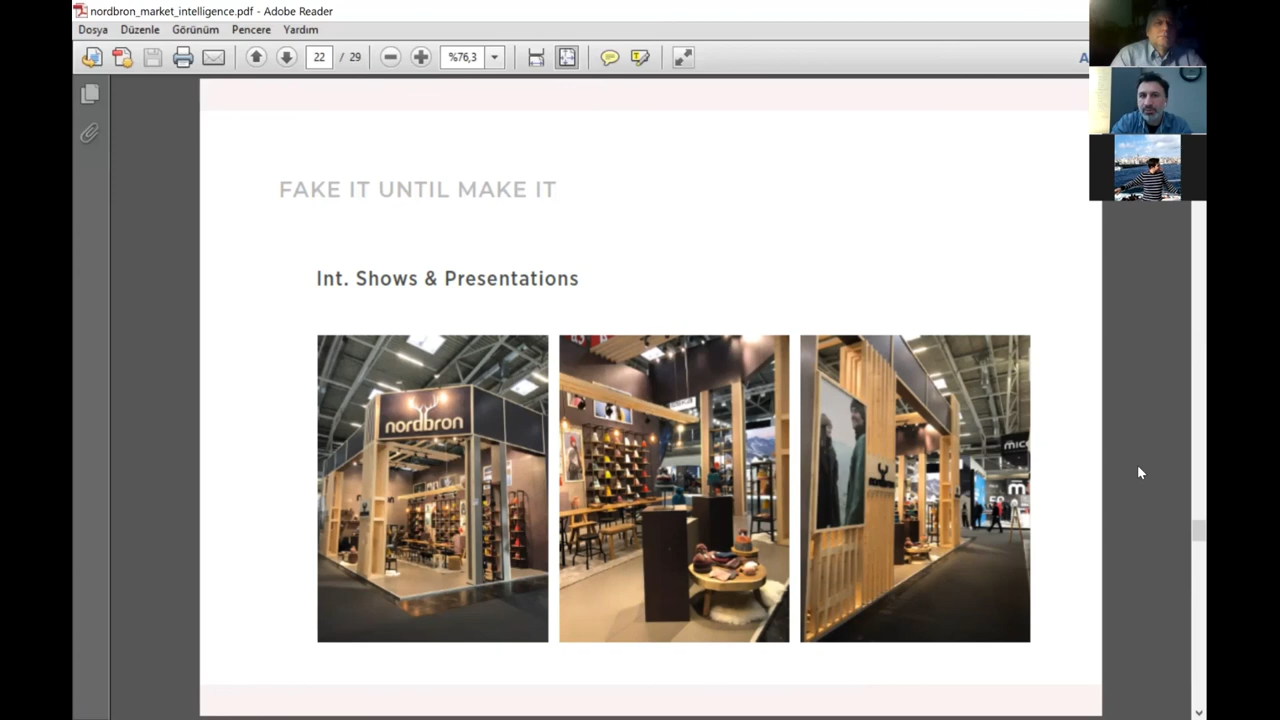 nordbron_market_intelligence.pdf - Adobe Reader
Dosya Düzenle Görünüm Pencere Yardım
22 / 29 %76,3
FAKE IT UNTIL MAKE IT
Int. Shows & Presentations
nordbron